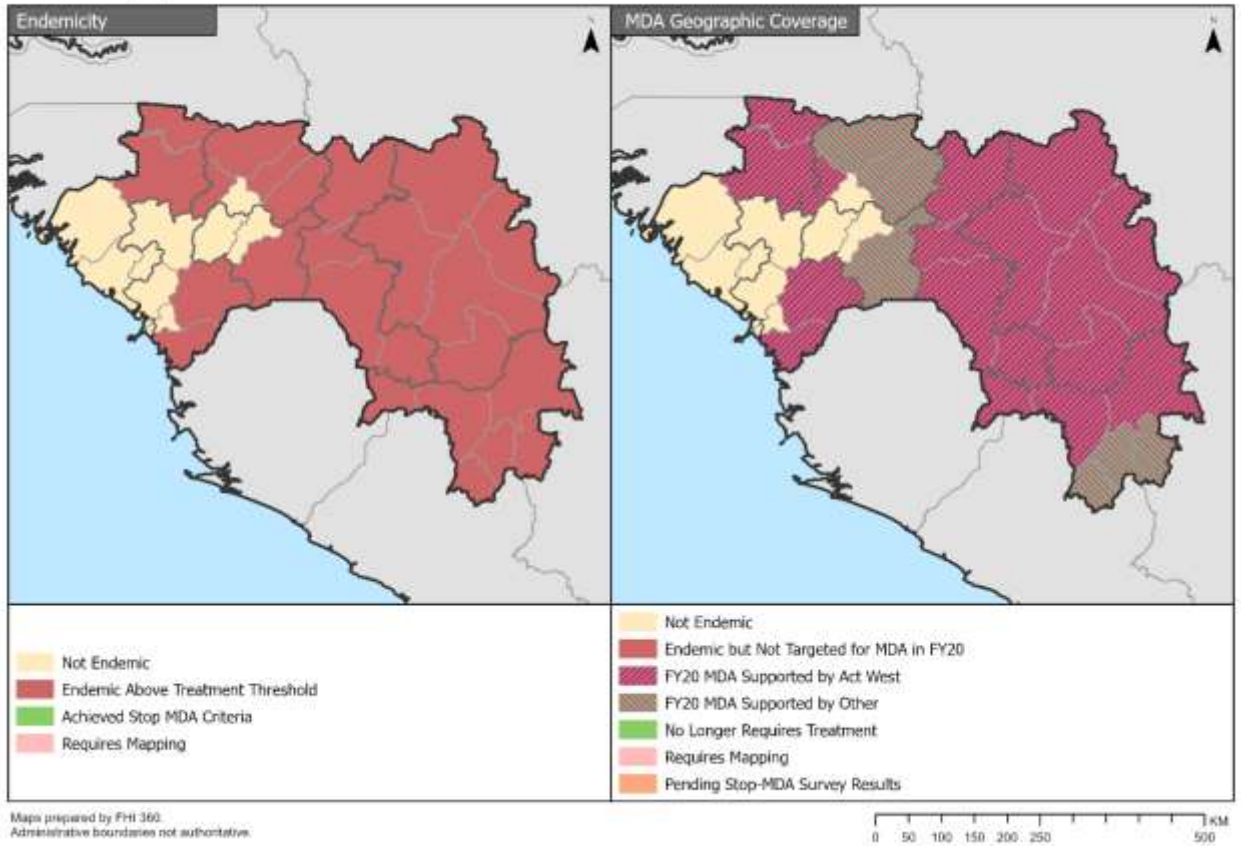 Endemicity
N
Not Endemic
Endemic Above Treatment Threshold
Achieved Stop MDA Criteria
Requires Mapping
MDA Geographic Coverage
N
Not Endemic
Endemic but Not Targeted for MDA in FY20
FY20 MDA Supported by Act West
FY20 MDA Supported by Other
No Longer Requires Treatment
Requires Mapping
Pending Stop-MDA Survey Results
Maps prepared by FHI 360.
Administrative boundaries not authoritative.
KM
0 50 100 150 200 250 500